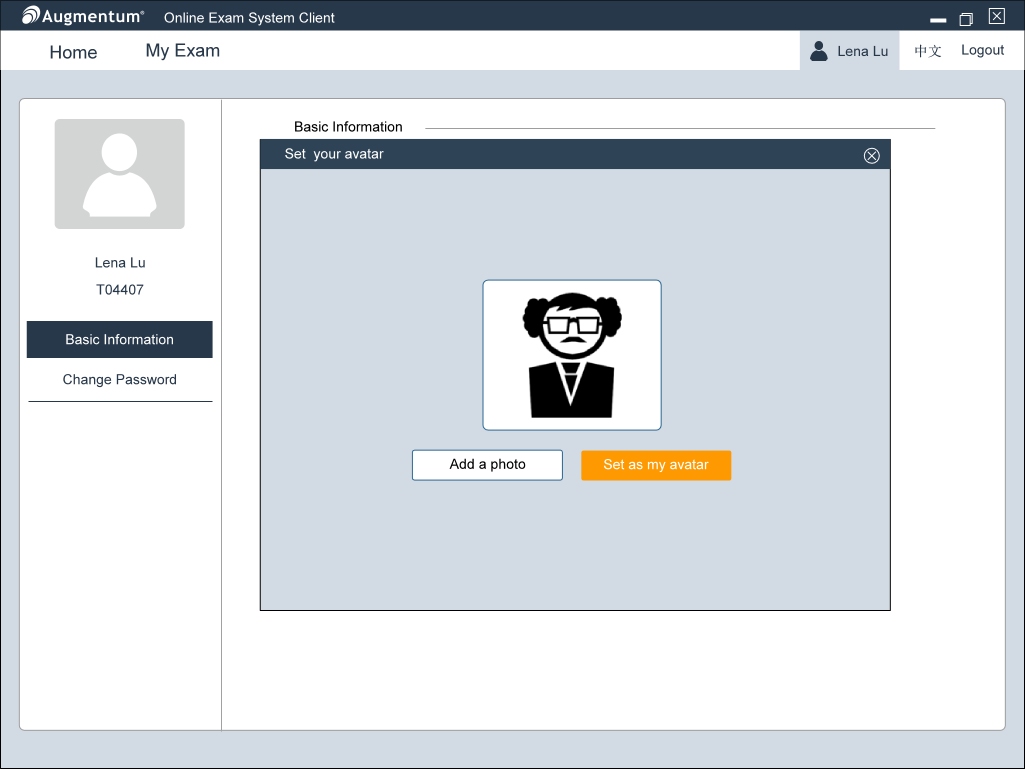 Augmentum® Online Exam System Client
Home My Exam Lena Lu 中文 Logout
Basic Information
Set your avatar
Lena Lu
T04407
Basic Information
Change Password
Add a photo Set as my avatar